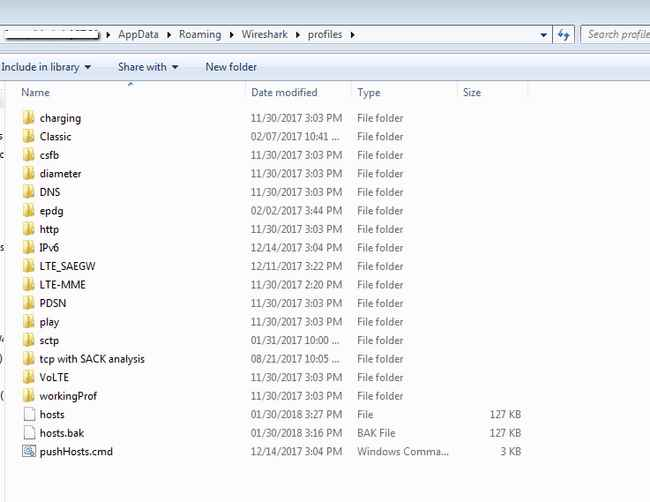 AppData Roaming Wireshark profiles Search profile
Include in library Share with New folder
Name Date modified Type Size
charging 11/30/2017 3:03 PM File folder
Classic 02/07/2017 10:41 ... File folder
csfb 11/30/2017 3:03 PM File folder
diameter 11/30/2017 3:03 PM File folder
DNS 11/30/2017 3:03 PM File folder
epdg 02/02/2017 3:44 PM File folder
http 11/30/2017 3:03 PM File folder
IPv6 12/14/2017 3:04 PM File folder
LTE_SAEGW 12/11/2017 3:22 PM File folder
LTE-MME 11/30/2017 2:20 PM File folder
PDSN 11/30/2017 3:03 PM File folder
play 11/30/2017 3:03 PM File folder
sctp 01/31/2017 10:00 ... File folder
tcp with SACK analysis 08/21/2017 10:05 ... File folder
VoLTE 11/30/2017 3:03 PM File folder
workingProf 11/30/2017 3:03 PM File folder
hosts 01/30/2018 3:27 PM File 127 KB
hosts.bak 01/30/2018 3:16 PM BAK File 127 KB
pushHosts.cmd 12/14/2017 3:04 PM Windows Comma... 3 KB